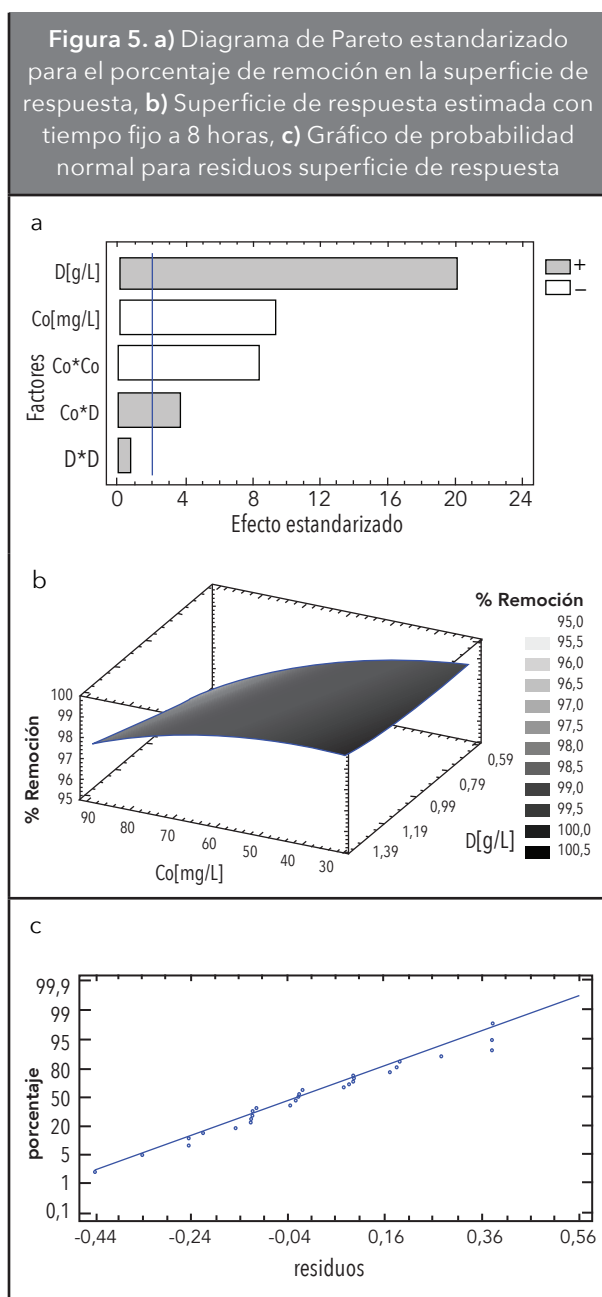 Figura 5. a) Diagrama de Pareto estandarizado
para el porcentaje de remoción en la superficie de
respuesta, b) Superficie de respuesta estimada con
tiempo fijo a 8 horas, c) Gráfico de probabilidad
normal para residuos superficie de respuesta
a
D[g/L]
Co[mg/L]
Co*Co
Co*D
D*D
Factores
+
−
0 4 8 12 16 20 24
Efecto estandarizado
b
% Remoción
95,0
95,5
96,0
96,5
97,0
97,5
98,0
98,5
99,0
99,5
100,0
100,5
100
99
98
97
96
95
% Remoción
90 80 70 60 50 40 30
Co[mg/L]
0,59
0,79
0,99
1,19
1,39
D[g/L]
c
99,9
99
95
80
50
20
5
1
0,1
porcentaje
-0,44 -0,24 -0,04 0,16 0,36 0,56
residuos